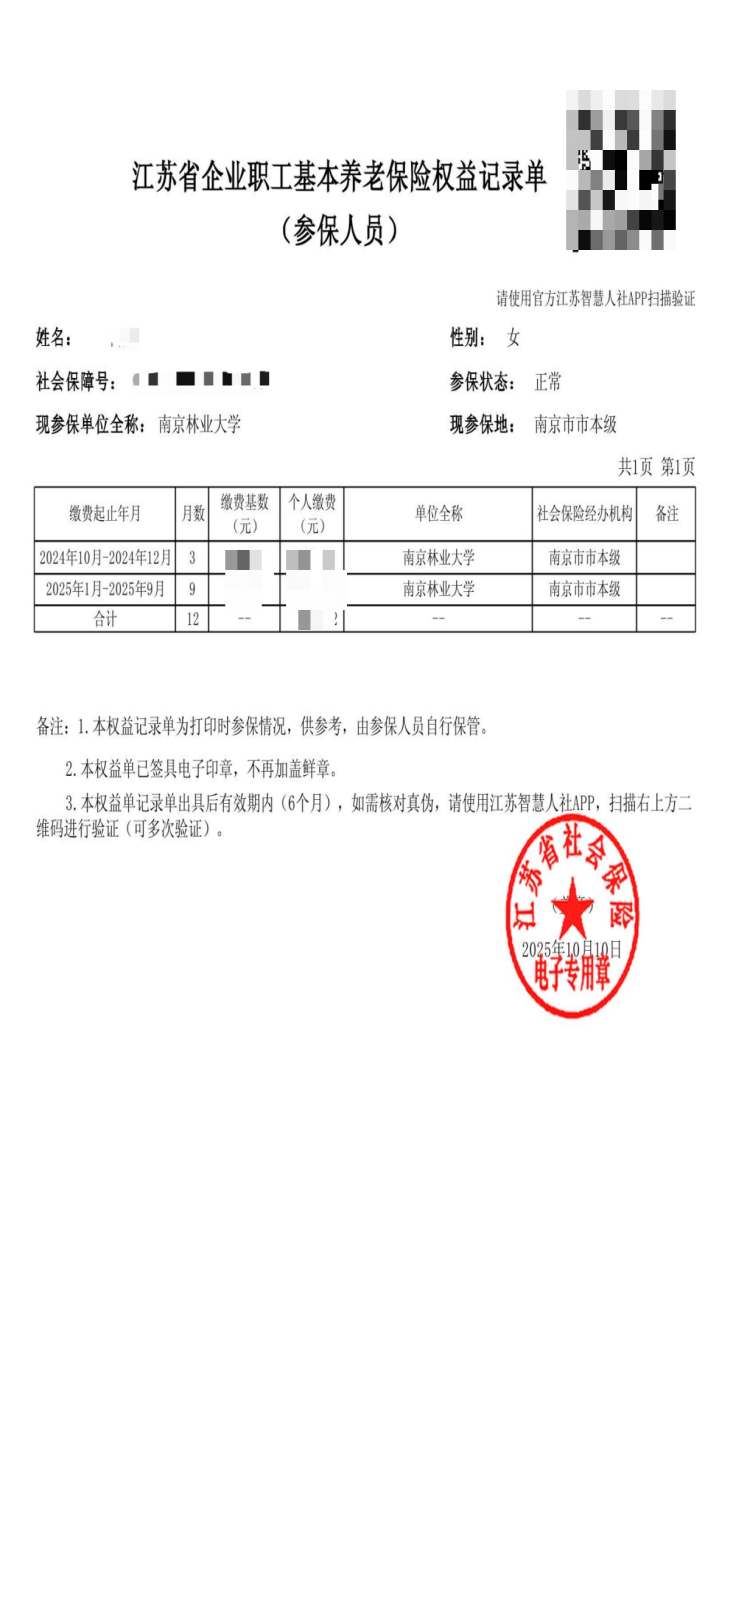 江苏省企业职工基本养老保险权益记录单
（参保人员）
请使用官方江苏智慧人社APP扫描验证
姓名： 性别： 女
社会保障号： 参保状态： 正常
现参保单位全称： 南京林业大学 现参保地： 南京市市本级
共1页 第1页
缴费起止年月 月数 缴费基数（元） 个人缴费（元） 单位全称 社会保险经办机构 备注
2024年10月-2024年12月 3 南京林业大学 南京市市本级
2025年1月-2025年9月 9 南京林业大学 南京市市本级
合计 12 -- -- -- --
备注：1.本权益记录单为打印时参保情况，供参考，由参保人员自行保管。
2.本权益单已签具电子印章，不再加盖鲜章。
3.本权益单记录单出具后有效期内（6个月），如需核对真伪，请使用江苏智慧人社APP，扫描右上方二
维码进行验证（可多次验证）。
江苏省社会保险
2025年10月10日
电子专用章